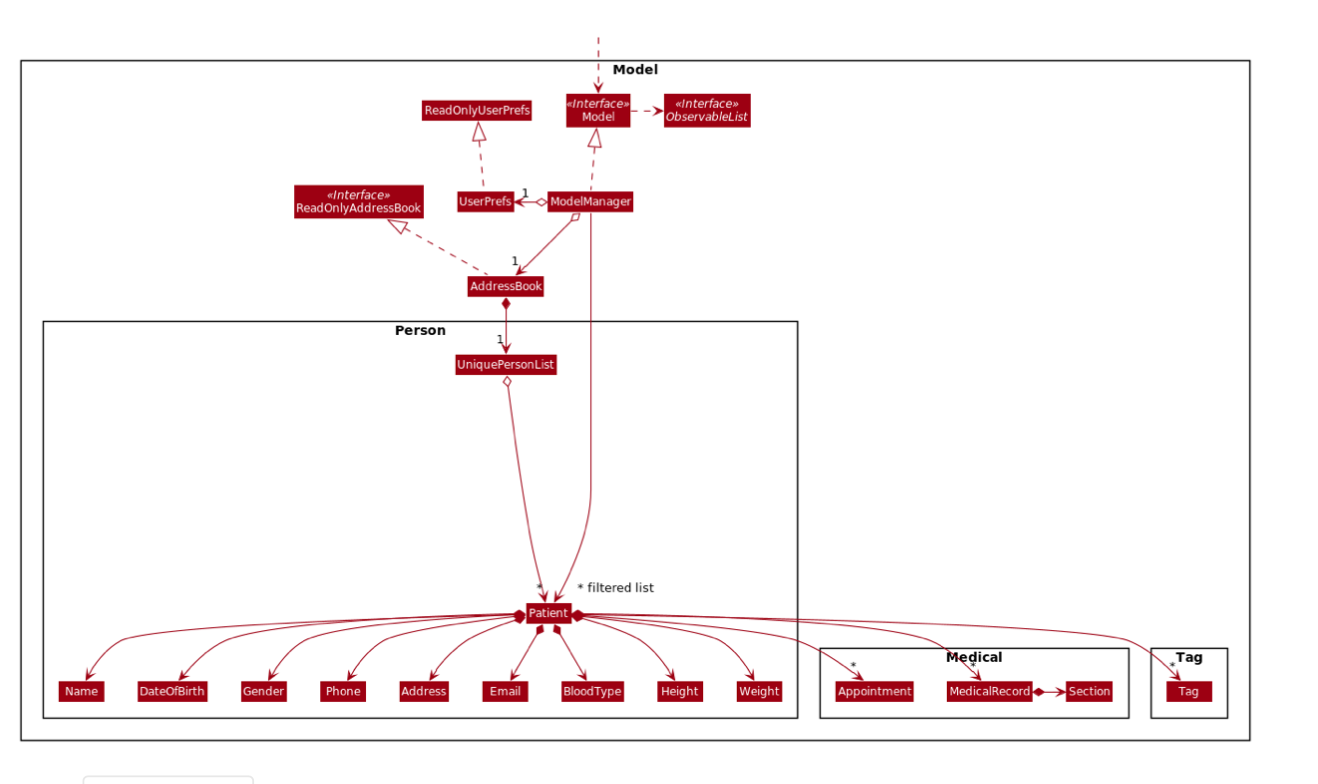 Model
ReadOnlyUserPrefs
«Interface»
Model
«Interface»
ObservableList
«Interface»
ReadOnlyAddressBook
UserPrefs
1
ModelManager
1
AddressBook
Person
1
UniquePersonList
*
* filtered list
Patient
Medical
Tag
*
*
*
Name
DateOfBirth
Gender
Phone
Address
Email
BloodType
Height
Weight
Appointment
MedicalRecord
Section
Tag